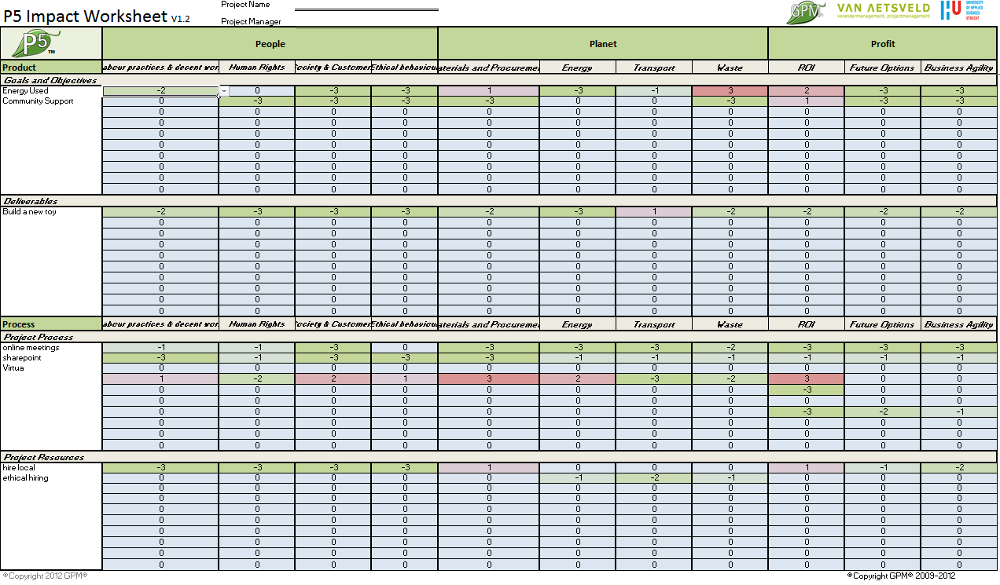 Project Name
P5 Impact Worksheet V1.2
Project Manager
GPM
VAN AETSVELD
verandermanagement, projectmanagement
HU UNIVERSITY OF APPLIED SCIENCES UTRECHT
P5 TM People Planet Profit
Product abour practices & decent wor Human Rights ociety & Customer Ethical behaviou aterials and Procuremen Energy Transport Waste ROI Future Options Business Agility
Goals and Objectives
Energy Used -2 0 -3 -3 1 -3 -1 3 2 -3 -3
Community Support 0 -3 -3 -3 -3 0 0 -3 1 -3 -3
0 0 0 0 0 0 0 0 0 0 0
0 0 0 0 0 0 0 0 0 0 0
0 0 0 0 0 0 0 0 0 0 0
0 0 0 0 0 0 0 0 0 0 0
0 0 0 0 0 0 0 0 0 0 0
0 0 0 0 0 0 0 0 0 0 0
0 0 0 0 0 0 0 0 0 0 0
0 0 0 0 0 0 0 0 0 0 0
Deliverables
Build a new toy -2 -3 -3 -3 -2 -3 1 -2 -2 -2 -2
0 0 0 0 0 0 0 0 0 0 0
0 0 0 0 0 0 0 0 0 0 0
0 0 0 0 0 0 0 0 0 0 0
0 0 0 0 0 0 0 0 0 0 0
0 0 0 0 0 0 0 0 0 0 0
0 0 0 0 0 0 0 0 0 0 0
0 0 0 0 0 0 0 0 0 0 0
0 0 0 0 0 0 0 0 0 0 0
0 0 0 0 0 0 0 0 0 0 0
Process abour practices & decent wor Human Rights ociety & Customer Ethical behaviou aterials and Procuremen Energy Transport Waste ROI Future Options Business Agility
Project Process
online meetings -1 -1 -3 0 -3 -3 -3 -2 -3 -3 -3
sharepoint -3 -1 -3 -3 -3 -1 -1 -1 -1 -1 -1
Virtua 0 0 0 0 0 0 0 0 0 0 0
1 -2 2 1 3 2 -3 -2 3 0 0
0 0 0 0 0 0 0 0 -3 0 0
0 0 0 0 0 0 0 0 0 0 0
0 0 0 0 0 0 0 0 -3 -2 -1
0 0 0 0 0 0 0 0 0 0 0
0 0 0 0 0 0 0 0 0 0 0
Project Resources
hire local -3 -3 -3 -3 1 0 0 0 1 -1 -2
ethical hiring 0 0 0 0 0 -1 -2 -1 0 0 0
0 0 0 0 0 0 0 0 0 0 0
0 0 0 0 0 0 0 0 0 0 0
0 0 0 0 0 0 0 0 0 0 0
0 0 0 0 0 0 0 0 0 0 0
0 0 0 0 0 0 0 0 0 0 0
0 0 0 0 0 0 0 0 0 0 0
0 0 0 0 0 0 0 0 0 0 0
0 0 0 0 0 0 0 0 0 0 0
©Copyright 2012 GPM® ©Copyright GPM® 2009-2012